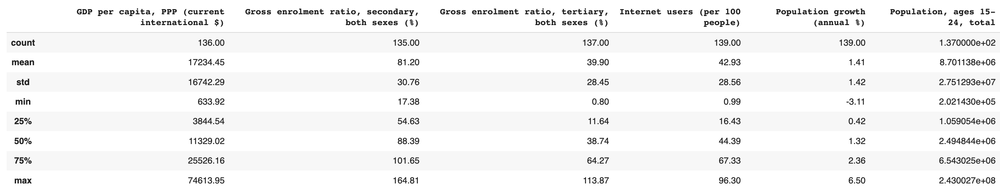 GDP per capita, PPP (current international $) Gross enrolment ratio, secondary, both sexes (%) Gross enrolment ratio, tertiary, both sexes (%) Internet users (per 100 people) Population growth (annual %) Population, ages 15-24, total
count 136.00 135.00 137.00 139.00 139.00 1.370000e+02
mean 17234.45 81.20 39.90 42.93 1.41 8.701138e+06
std 16742.29 30.76 28.45 28.56 1.42 2.751293e+07
min 633.92 17.38 0.80 0.99 -3.11 2.021430e+05
25% 3844.54 54.63 11.64 16.43 0.42 1.059054e+06
50% 11329.02 88.39 38.74 44.39 1.32 2.494844e+06
75% 25526.16 101.65 64.27 67.33 2.36 6.543025e+06
max 74613.95 164.81 113.87 96.30 6.50 2.430027e+08